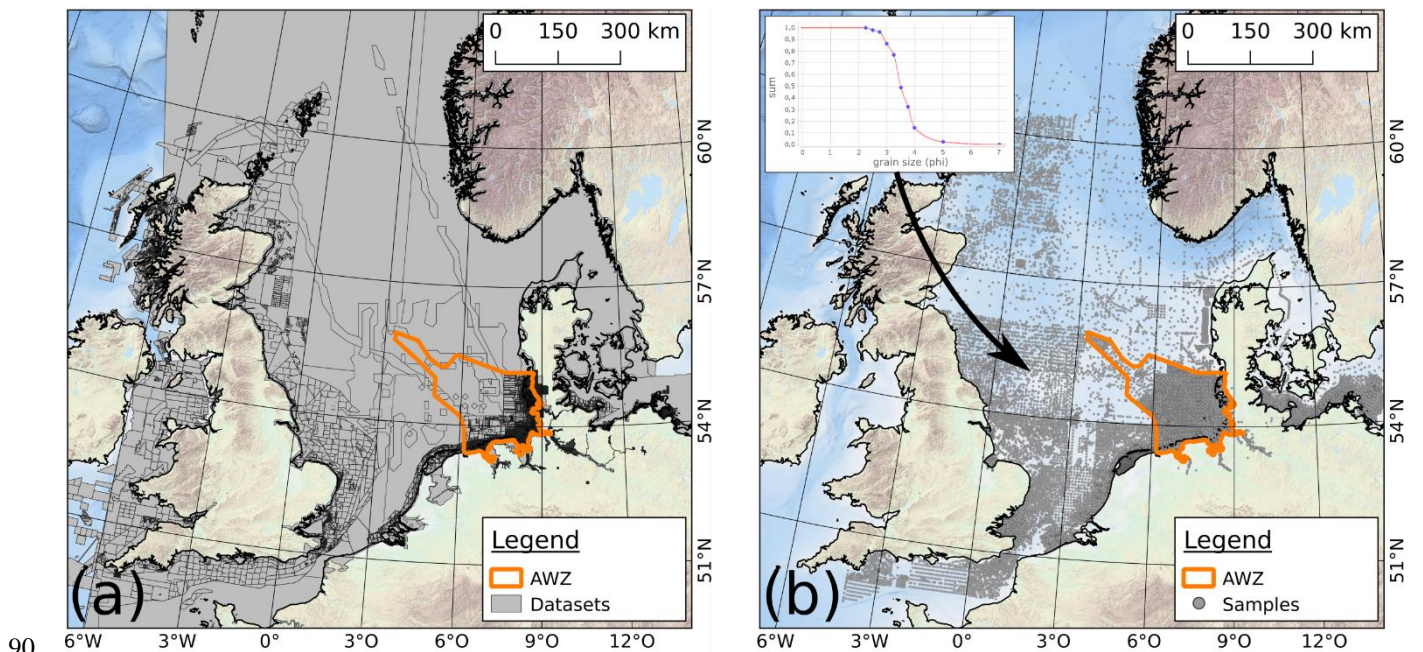 0 150 300 km
60°N
57°N
54°N
51°N
Legend
AWZ
Datasets
(a)
90 6°W 3°W 0° 3°O 6°O 9°O 12°O
1,0
0,9
0,8
0,7
0,6
0,5
0,4
0,3
0,2
0,1
0,0
sum
0 1 2 3 4 5 6 7
grain size (phi)
0 150 300 km
60°N
57°N
54°N
51°N
Legend
AWZ
Samples
(b)
6°W 3°W 0° 3°O 6°O 9°O 12°O